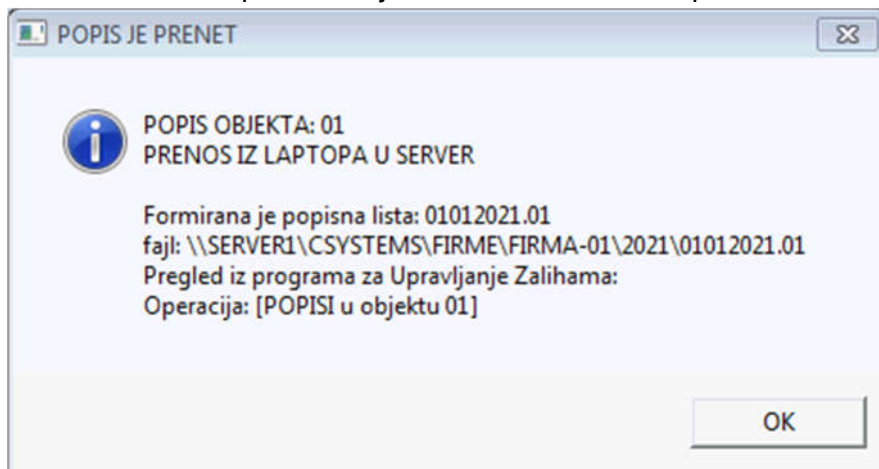 POPIS JE PRENET
POPIS OBJEKTA: 01
PRENOS IZ LAPTOPA U SERVER
Formirana je popisna lista: 01012021.01
fajl: \\SERVER1\CSYSTEMS\FIRME\FIRMA-01\2021\01012021.01
Pregled iz programa za Upravljanje Zalihama:
Operacija: [POPISI u objektu 01]
OK